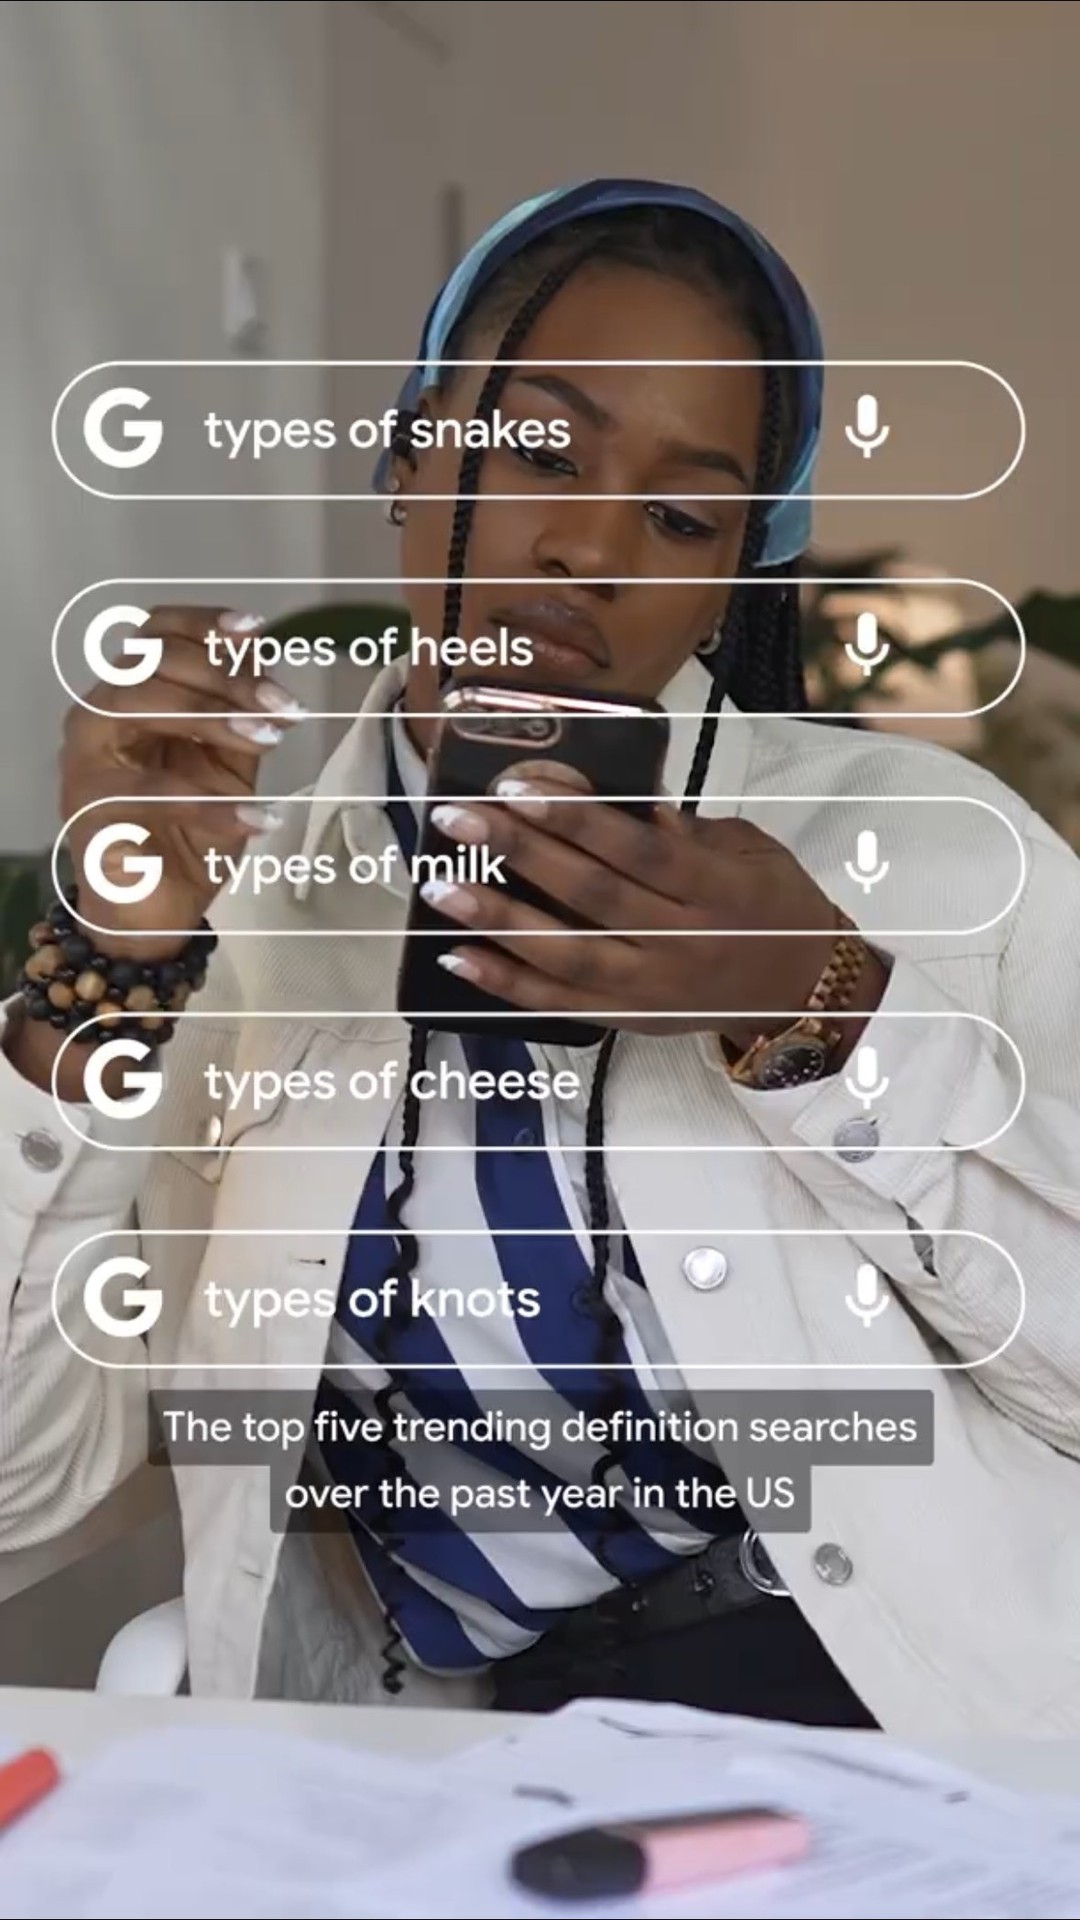 G types of snakes
G types of heels
G types of milk
G types of cheese
G types of knots
The top five trending definition searches
over the past year in the US